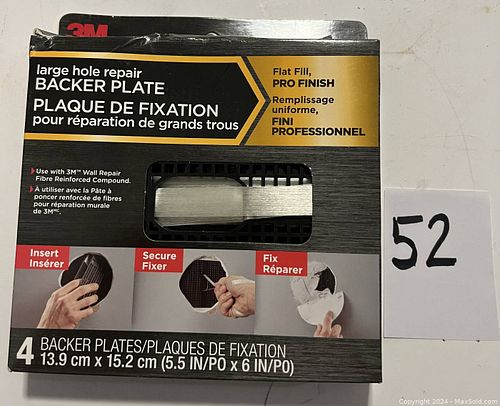 3M
large hole repair
BACKER PLATE
PLAQUE DE FIXATION
pour réparation de grands trous
Flat Fill,
PRO FINISH
Remplissage
uniforme,
FINI
PROFESSIONNEL
Use with 3M™ Wall Repair
Fibre Reinforced Compound.
À utiliser avec la Pâte à
poncer renforcée de fibres
pour réparation murale
de 3Mᴹᶜ.
52
Insert
Insérer
Secure
Fixer
Fix
Réparer
4 BACKER PLATES/PLAQUES DE FIXATION
13.9 cm x 15.2 cm (5.5 IN/PO x 6 IN/PO)
Copyright 2024 - MaxSold.com